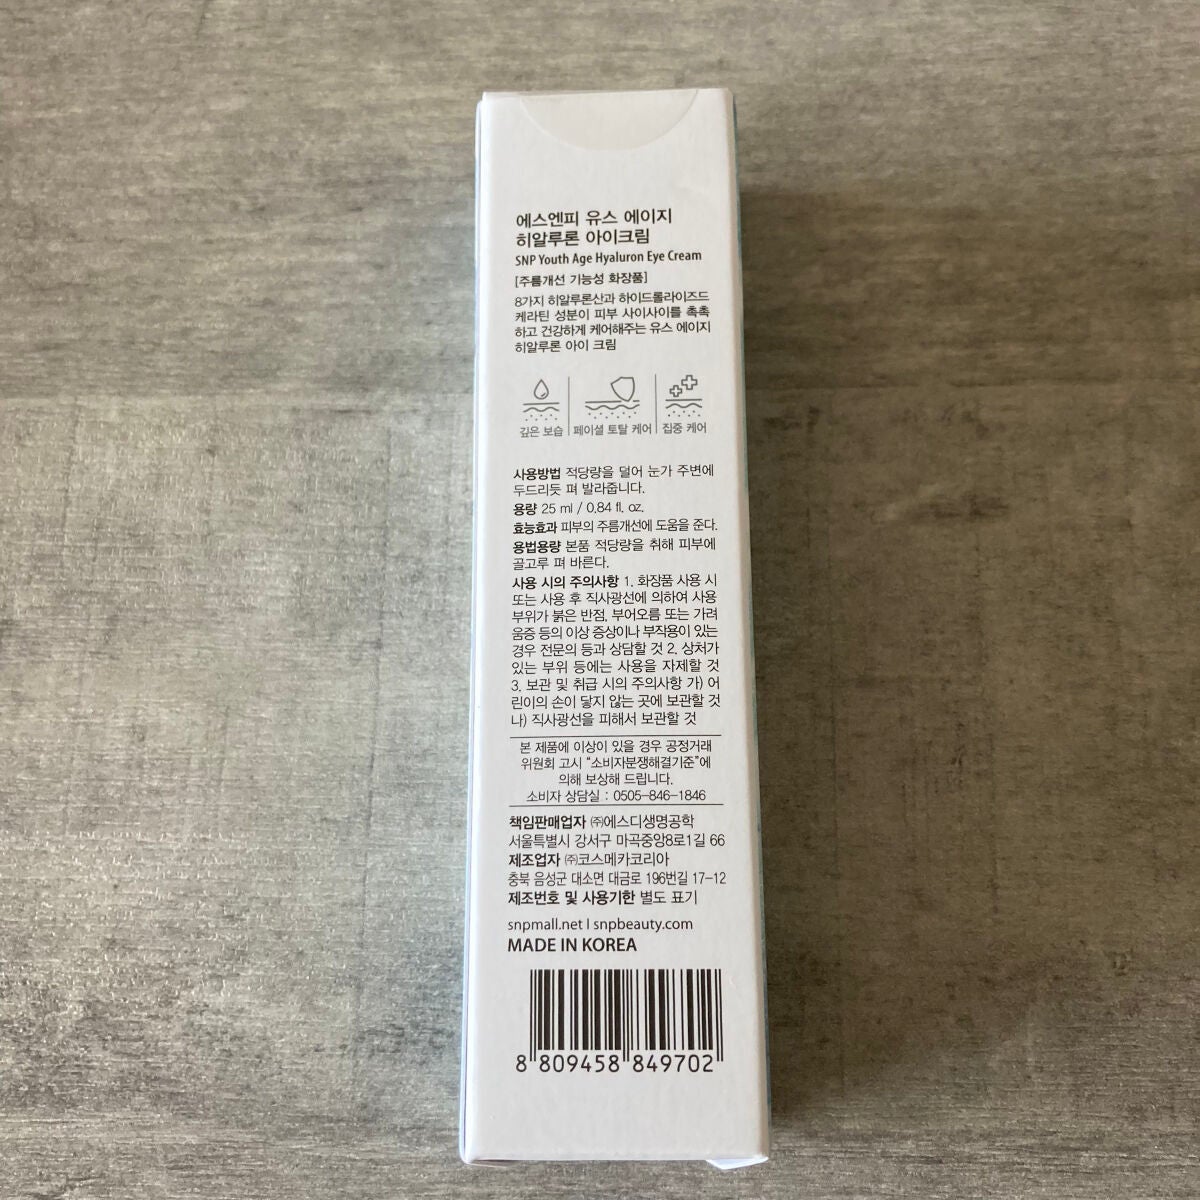 에스엔피 유스 에이지
히알루론 아이크림
SNP Youth Age Hyaluron Eye Cream
[주름개선 기능성 화장품]
8가지 히알루론산과 하이드롤라이즈드
케라틴 성분이 피부 사이사이를 촉촉
하고 건강하게 케어해주는 유스 에이지
히알루론 아이 크림
깊은 보습 페이셜 토탈 케어 집중 케어
사용방법 적당량을 덜어 눈가 주변에
두드리듯 펴 발라줍니다.
용량 25 ml / 0.84 fl. oz.
효능효과 피부의 주름개선에 도움을 준다.
용법용량 본품 적당량을 취해 피부에
골고루 펴 바른다.
사용 시의 주의사항 1. 화장품 사용 시
또는 사용 후 직사광선에 의하여 사용
부위가 붉은 반점, 부어오름 또는 가려
움증 등의 이상 증상이나 부작용이 있는
경우 전문의 등과 상담할 것 2. 상처가
있는 부위 등에는 사용을 자제할 것
3. 보관 및 취급 시의 주의사항 가) 어
린이의 손이 닿지 않는 곳에 보관할 것
나) 직사광선을 피해서 보관할 것
본 제품에 이상이 있을 경우 공정거래
위원회 고시 "소비자분쟁해결기준"에
의해 보상해 드립니다.
소비자 상담실 : 0505-846-1846
책임판매업자 ㈜에스디생명공학
서울특별시 강서구 마곡중앙8로1길 66
제조업자 ㈜코스메카코리아
충북 음성군 대소면 대금로 196번길 17-12
제조번호 및 사용기한 별도 표기
snpmall.net | snpbeauty.com
MADE IN KOREA
8 809458 849702